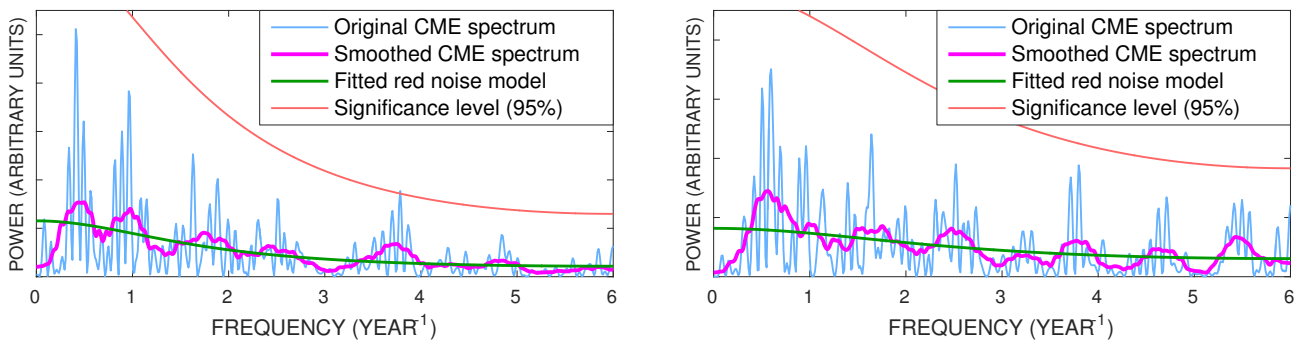 POWER (ARBITRARY UNITS)
Original CME spectrum
Smoothed CME spectrum
Fitted red noise model
Significance level (95%)
0 1 2 3 4 5 6
FREQUENCY (YEAR-1)
POWER (ARBITRARY UNITS)
Original CME spectrum
Smoothed CME spectrum
Fitted red noise model
Significance level (95%)
0 1 2 3 4 5 6
FREQUENCY (YEAR-1)